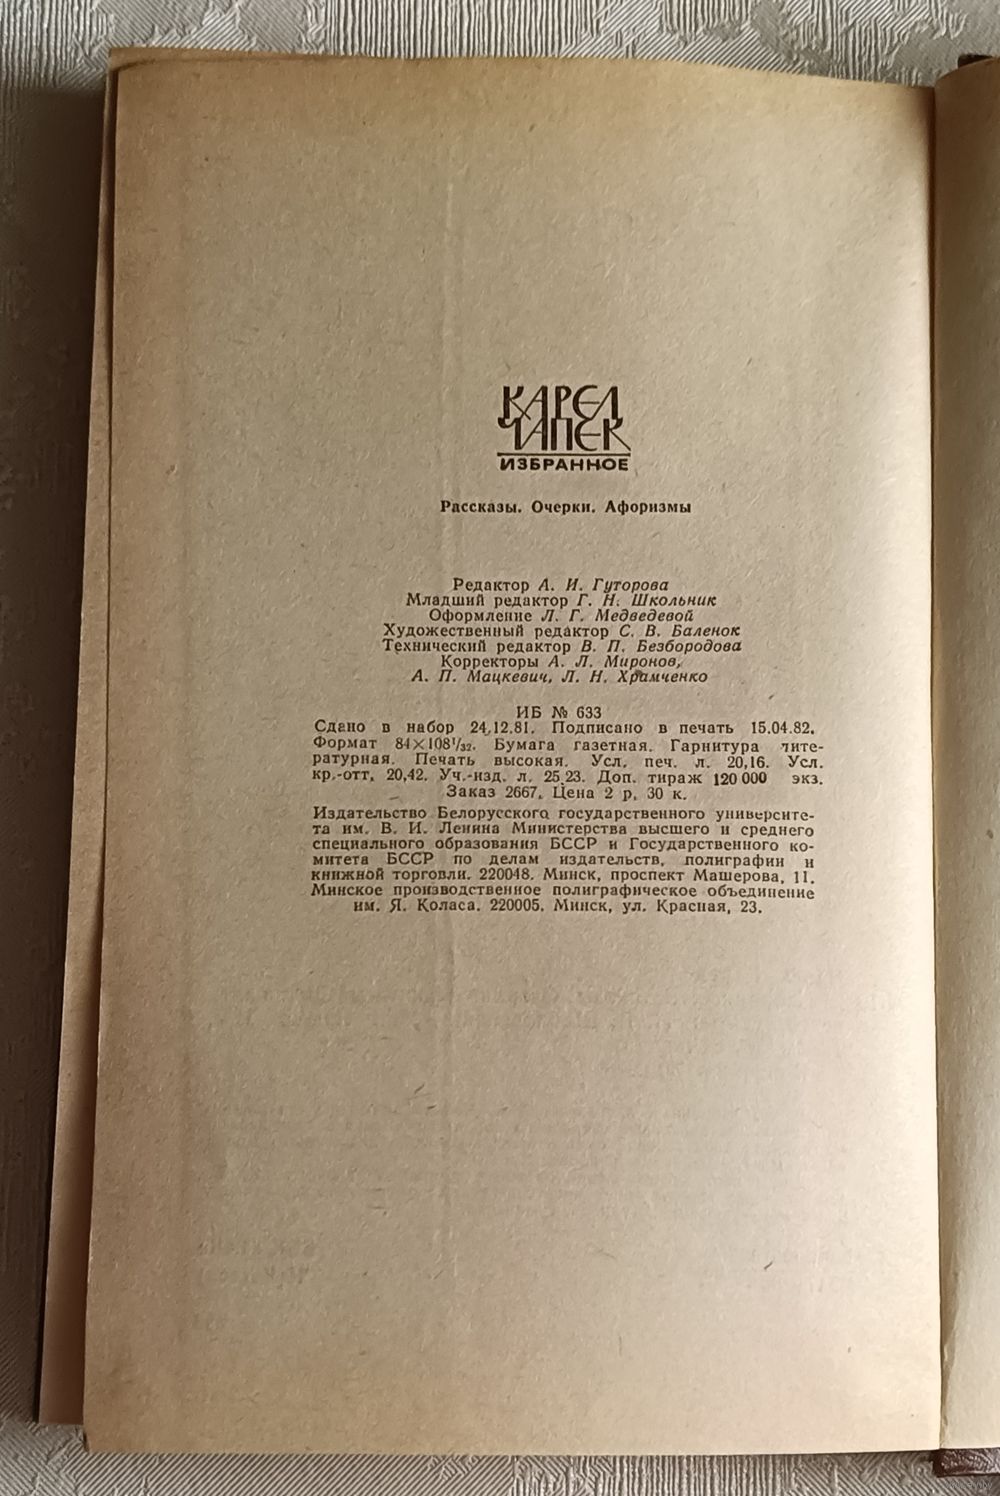 КАРЕЛ
ЧАПЕК
ИЗБРАННОЕ
Рассказы. Очерки. Афоризмы
Редактор А. И. Гуторова
Младший редактор Г. Н. Школьник
Оформление Л. Г. Медведевой
Художественный редактор С. В. Баленок
Технический редактор В. П. Безбородова
Корректоры А. Л. Миронов,
А. П. Мацкевич, Л. Н. Храмченко
ИБ № 633
Сдано в набор 24.12.81. Подписано в печать 15.04.82.
Формат 84×108¹/₃₂. Бумага газетная. Гарнитура лите-
ратурная. Печать высокая. Усл. печ. л. 20,16. Усл.
кр.-отт. 20,42. Уч.-изд. л. 25,23. Доп. тираж 120 000 экз.
Заказ 2667. Цена 2 р. 30 к.
Издательство Белорусского государственного университе-
та им. В. И. Ленина Министерства высшего и среднего
специального образования БССР и Государственного ко-
митета БССР по делам издательств, полиграфии и
книжной торговли. 220048. Минск, проспект Машерова, 11.
Минское производственное полиграфическое объединение
им. Я. Коласа. 220005. Минск, ул. Красная, 23.